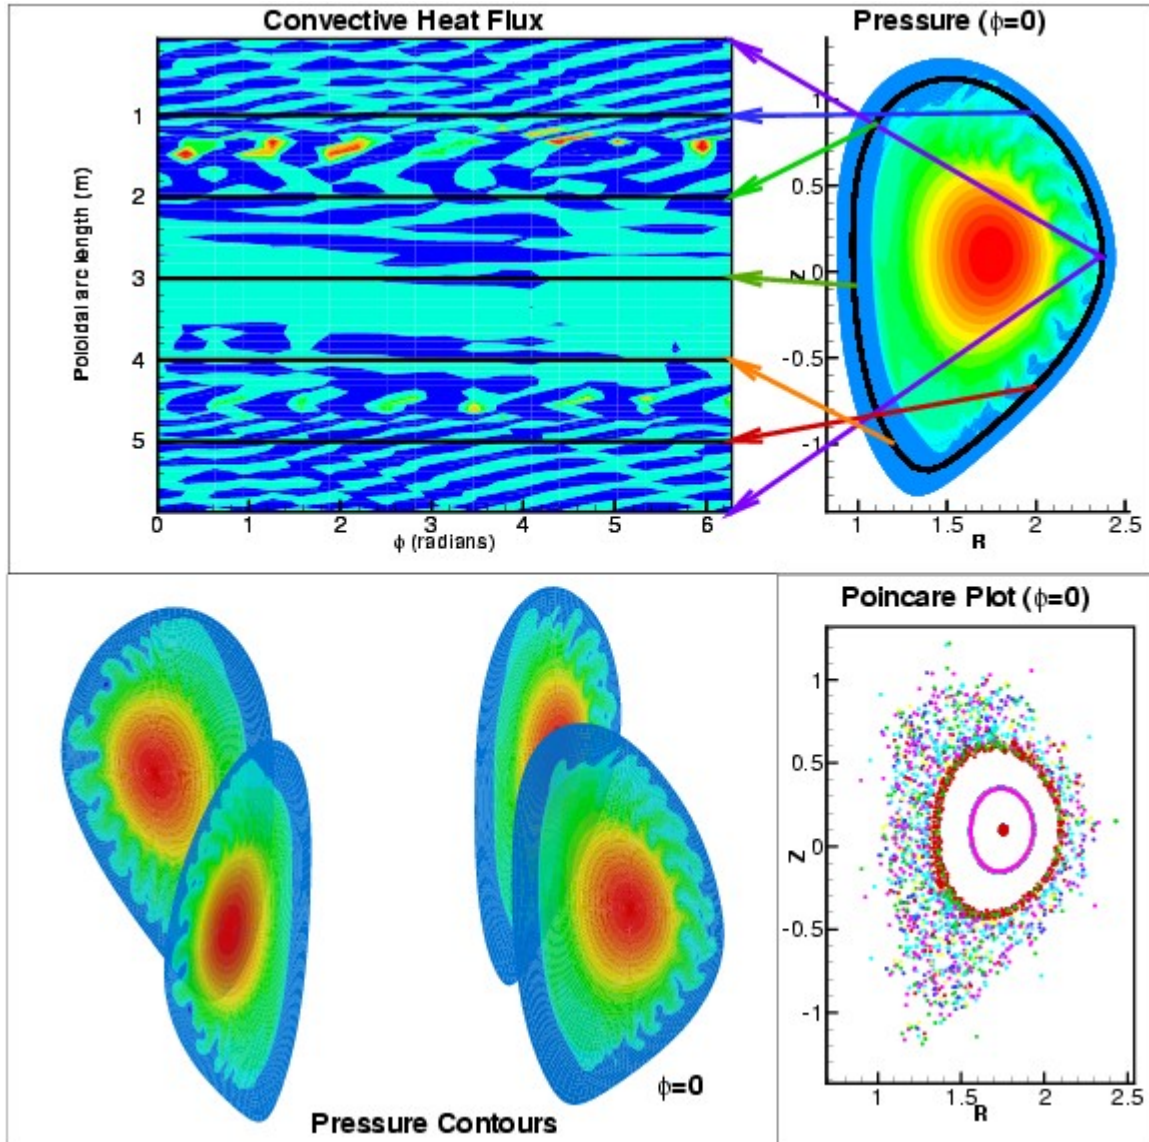 Convective Heat Flux
Pressure (ϕ=0)
Poloidal arc length (m)
1
2
3
4
5
0 1 2 3 4 5 6
ϕ (radians)
Z
1
0.5
0
-0.5
-1
1 1.5 2 2.5
R
Pressure Contours
ϕ=0
Poincare Plot (ϕ=0)
Z
1
0.5
0
-0.5
-1
1 1.5 2 2.5
R